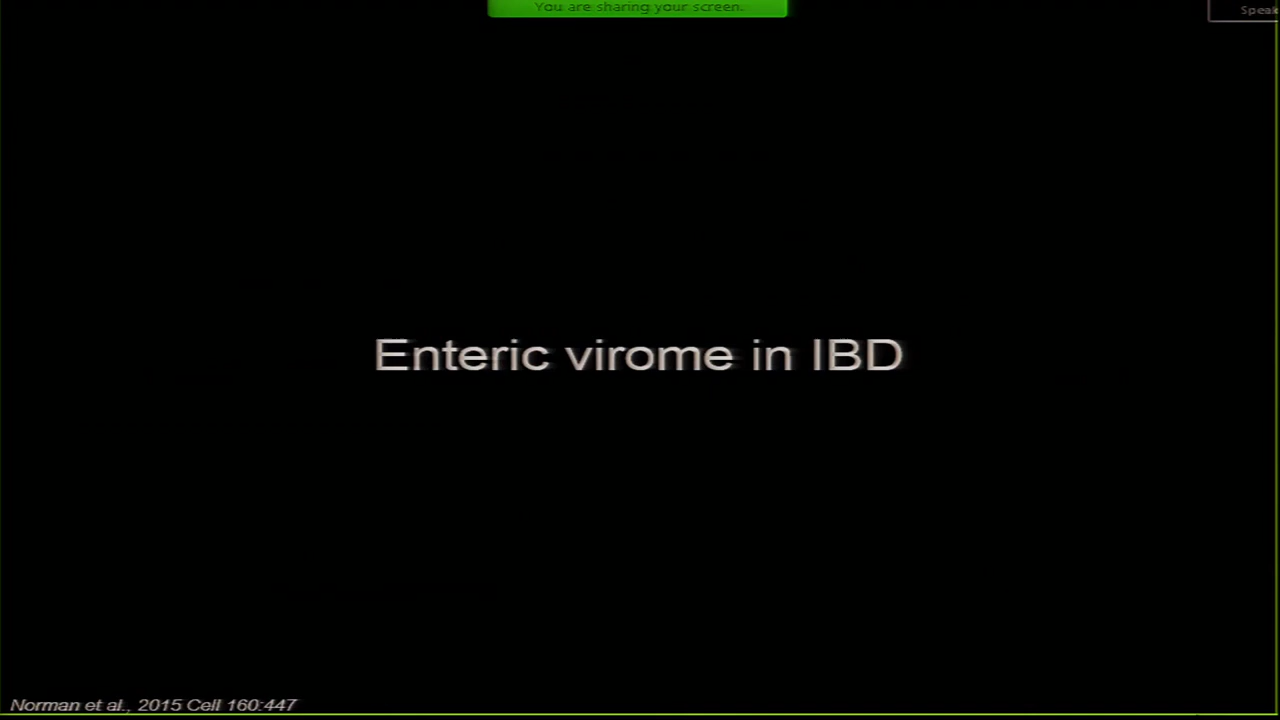 You are sharing your screen.
Enteric virome in IBD
Norman et al., 2015 Cell 160:447